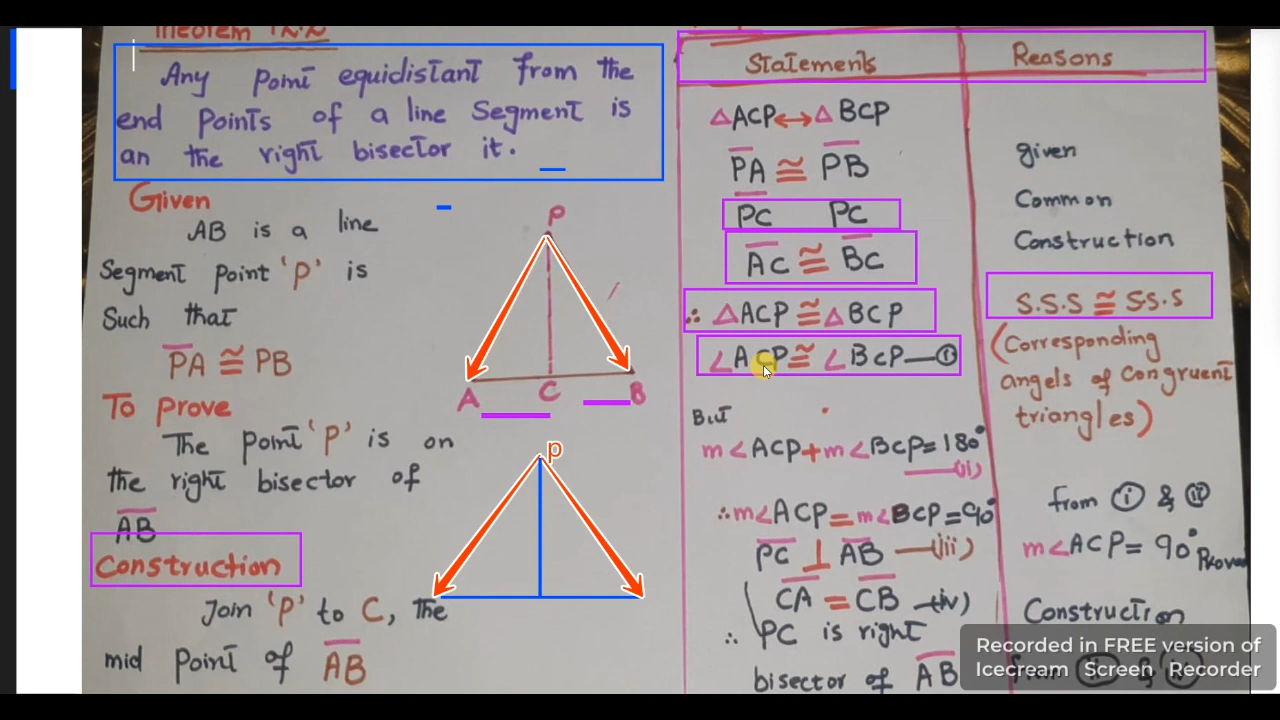 Theorem
Any point equidistant from the
end points of a line segment is
an the right bisector it.
Given
AB is a line
Segment point 'P' is
Such that
PA ≅ PB
To prove
The point 'P' is on
the right bisector of
AB
Construction
Join 'P' to C, the
mid point of AB
P
A C B
p
Statements Reasons
△ACP↔△BCP
PA ≅ PB given
PC PC Common
AC ≅ BC Construction
∴ △ACP ≅ △BCP S.S.S ≅ S.S.S
∠ACP ≅ ∠BCP—(i) (Corresponding
angels of congruent
triangles)
But
m∠ACP+m∠BCP=180°
—(ii)
from (i) & (ii)
∴m∠ACP=m∠BCP=90°
PC ⊥ AB —(iii) m∠ACP=90° Proved
CA = CB —(iv) Construction
∴ PC is right
bisector of AB from
Recorded in FREE version of
Icecream Screen Recorder